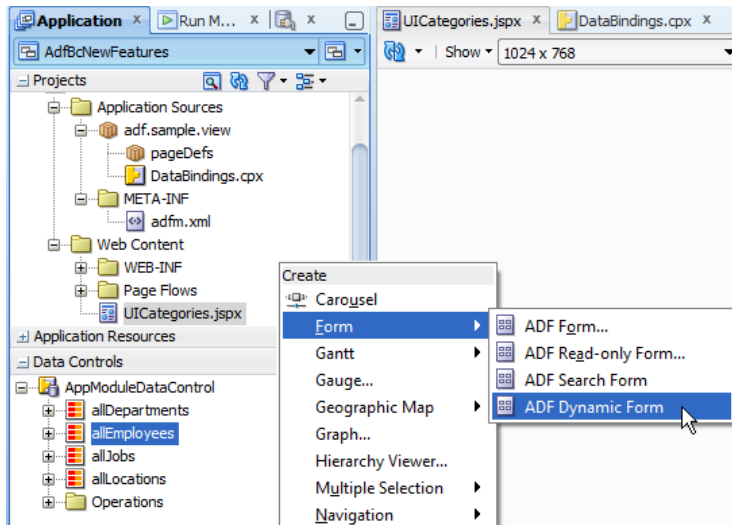 Application
Run M...
UICategories.jspx
DataBindings.cpx
AdfBcNewFeatures
Show
1024 x 768
Projects
Application Sources
adf.sample.view
pageDefs
DataBindings.cpx
META-INF
adfm.xml
Web Content
WEB-INF
Page Flows
UICategories.jspx
Application Resources
Data Controls
AppModuleDataControl
allDepartments
allEmployees
allJobs
allLocations
Operations
Create
Carousel
Form
Gantt
Gauge...
Geographic Map
Graph...
Hierarchy Viewer...
Multiple Selection
Navigation
ADF Form...
ADF Read-only Form...
ADF Search Form
ADF Dynamic Form